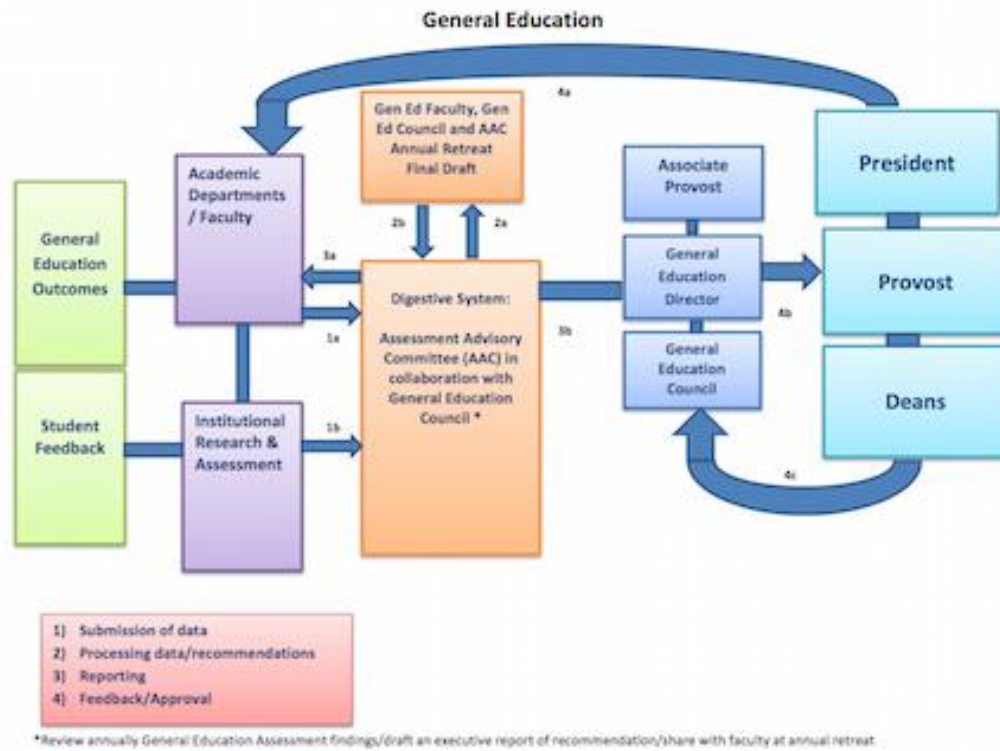 General Education
4a
Gen Ed Faculty, Gen
Ed Council and AAC
Annual Retreat
Final Draft
Academic
Departments
/ Faculty
Associate
Provost
President
General
Education
Outcomes
2b
2a
3a
1a
Digestive System:
Assessment Advisory
Committee (AAC) in
collaboration with
General Education
Council *
General
Education
Director
3b
4b
Provost
General
Education
Council
Deans
Student
Feedback
Institutional
Research &
Assessment
1b
4c
1) Submission of data
2) Processing data/recommendations
3) Reporting
4) Feedback/Approval
*Review annually General Education Assessment findings/draft an executive report of recommendation/share with faculty at annual retreat